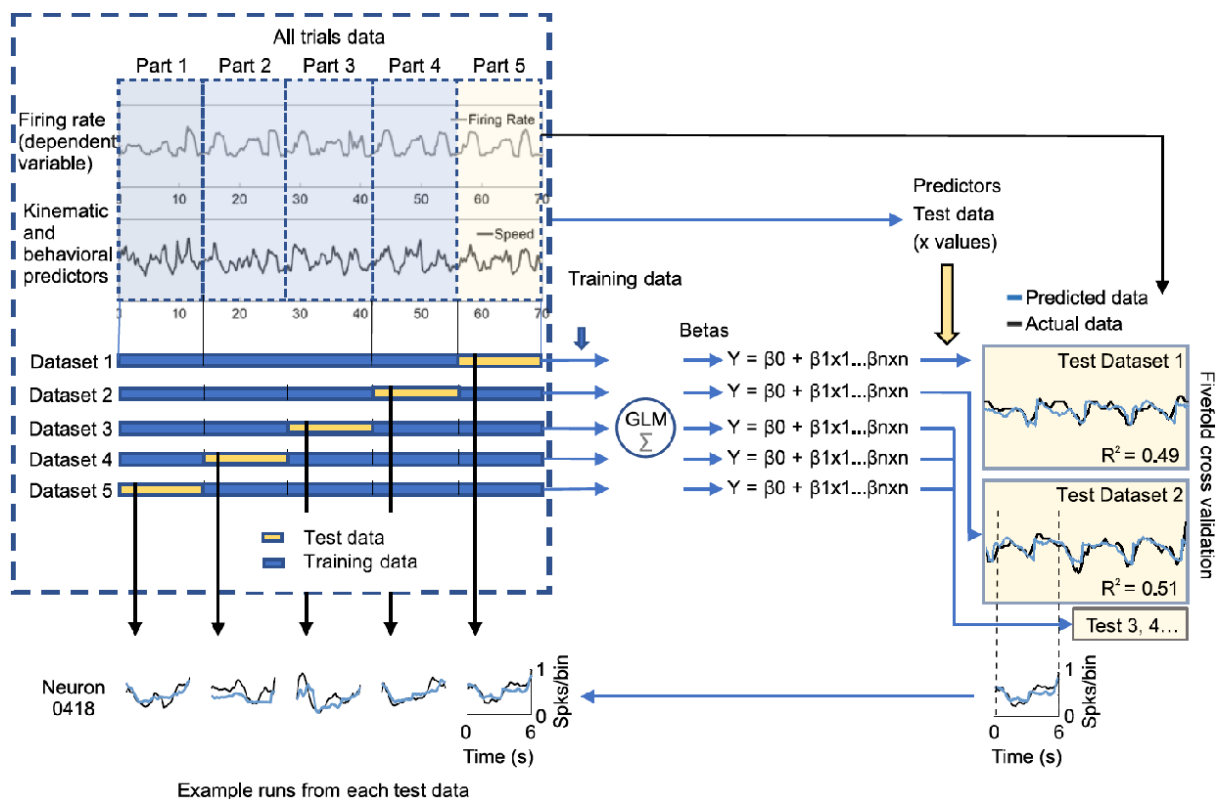 All trials data
Part 1 Part 2 Part 3 Part 4 Part 5
Firing rate
(dependent
variable)
Firing Rate
0 10 20 30 40 50 60 70
Kinematic
and
behavioral
predictors
Speed
0 10 20 30 40 50 60 70
Predictors
Test data
(x values)
Training data
Betas
Predicted data
Actual data
Dataset 1
Dataset 2
Dataset 3
Dataset 4
Dataset 5
GLM
Σ
Y = β0 + β1x1...βnxn
Y = β0 + β1x1...βnxn
Y = β0 + β1x1...βnxn
Y = β0 + β1x1...βnxn
Y = β0 + β1x1...βnxn
Test data
Training data
Test Dataset 1
R² = 0.49
Test Dataset 2
R² = 0.51
Test 3, 4...
Fivefold cross validation
Neuron
0418
1
0
Spks/bin
0 6
Time (s)
1
0
Spks/bin
0 6
Time (s)
Example runs from each test data